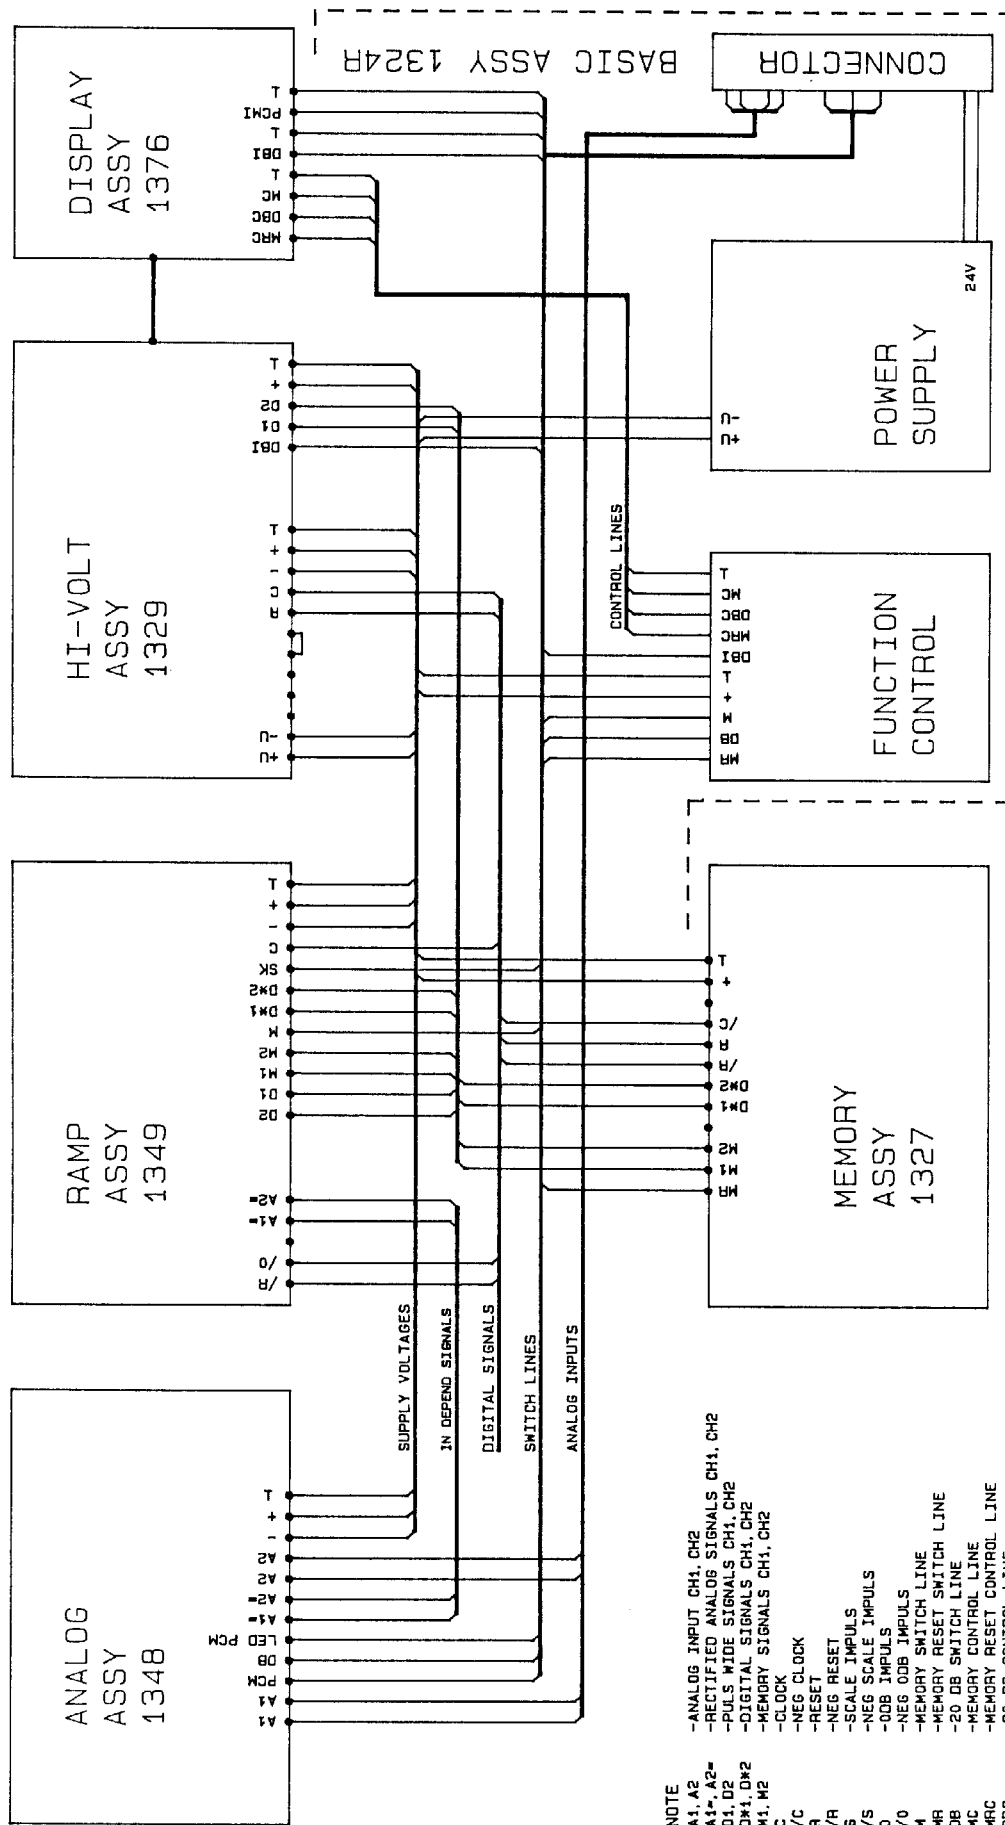 DISPLAY
ASSY
1376
⊥
PCMI
⊥
DBI
⊥
MC
DBC
MRC
BASIC ASSY 1324R
CONNECTOR
HI-VOLT
ASSY
1329
⊥
+
D2
D1
DBI
⊥
+
-
C
R
-U
+U
24V
POWER
SUPPLY
-U
+U
CONTROL LINES
FUNCTION
CONTROL
⊥
MC
DBC
MRC
DBI
⊥
+
M
DB
MR
RAMP
ASSY
1349
⊥
+
-
C
SK
D*2
D*1
M
M2
M1
D1
D2
A2=
A1=
/O
/R
MEMORY
ASSY
1327
⊥
+
/C
R
/R
D*2
D*1
M2
M1
MR
SUPPLY VOLTAGES
IN DEPEND SIGNALS
DIGITAL SIGNALS
SWITCH LINES
ANALOG INPUTS
ANALOG
ASSY
1348
⊥
+
-
A2
A2
A2=
A1=
LED PCM
DB
PCM
A1
A1
NOTE
A1,A2 -ANALOG INPUT CH1,CH2
A1=,A2= -RECTIFIED ANALOG SIGNALS CH1,CH2
D1,D2 -PULS WIDE SIGNALS CH1,CH2
D*1,D*2 -DIGITAL SIGNALS CH1,CH2
M1,M2 -MEMORY SIGNALS CH1,CH2
C -CLOCK
/C -NEG CLOCK
R -RESET
/R -NEG RESET
S -SCALE IMPULS
/S -NEG SCALE IMPULS
O -ODB IMPULS
/O -NEG ODB IMPULS
M -MEMORY SWITCH LINE
MR -MEMORY RESET SWITCH LINE
DB -20 DB SWITCH LINE
MC -MEMORY CONTROL LINE
MRC -MEMORY RESET CONTROL LINE